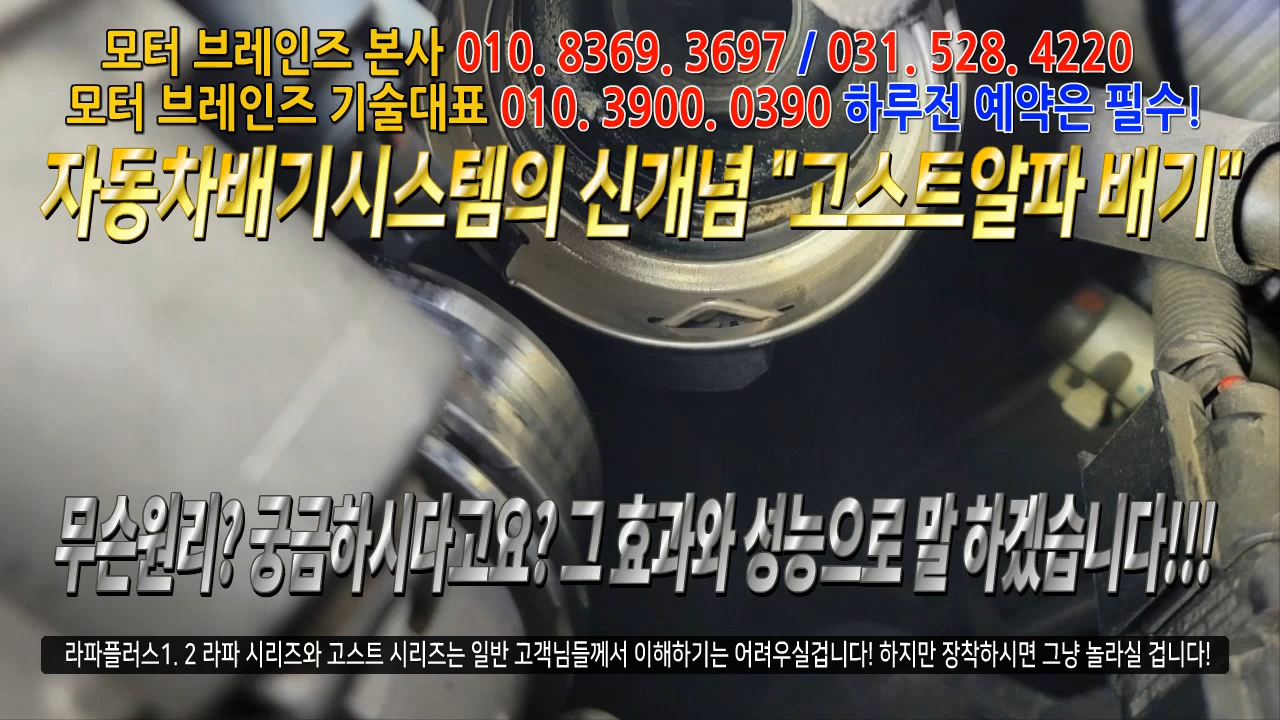 모터 브레인즈 본사 010. 8369. 3697 / 031. 528. 4220
모터 브레인즈 기술대표 010. 3900. 0390 하루전 예약은 필수!
자동차배기시스템의 신개념 "고스트알파 배기"
무슨원리? 궁금하시다고요? 그 효과와 성능으로 말 하겠습니다!!!
라파플러스1. 2 라파 시리즈와 고스트 시리즈는 일반 고객님들께서 이해하기는 어려우실겁니다! 하지만 장착하시면 그냥 놀라실 겁니다!